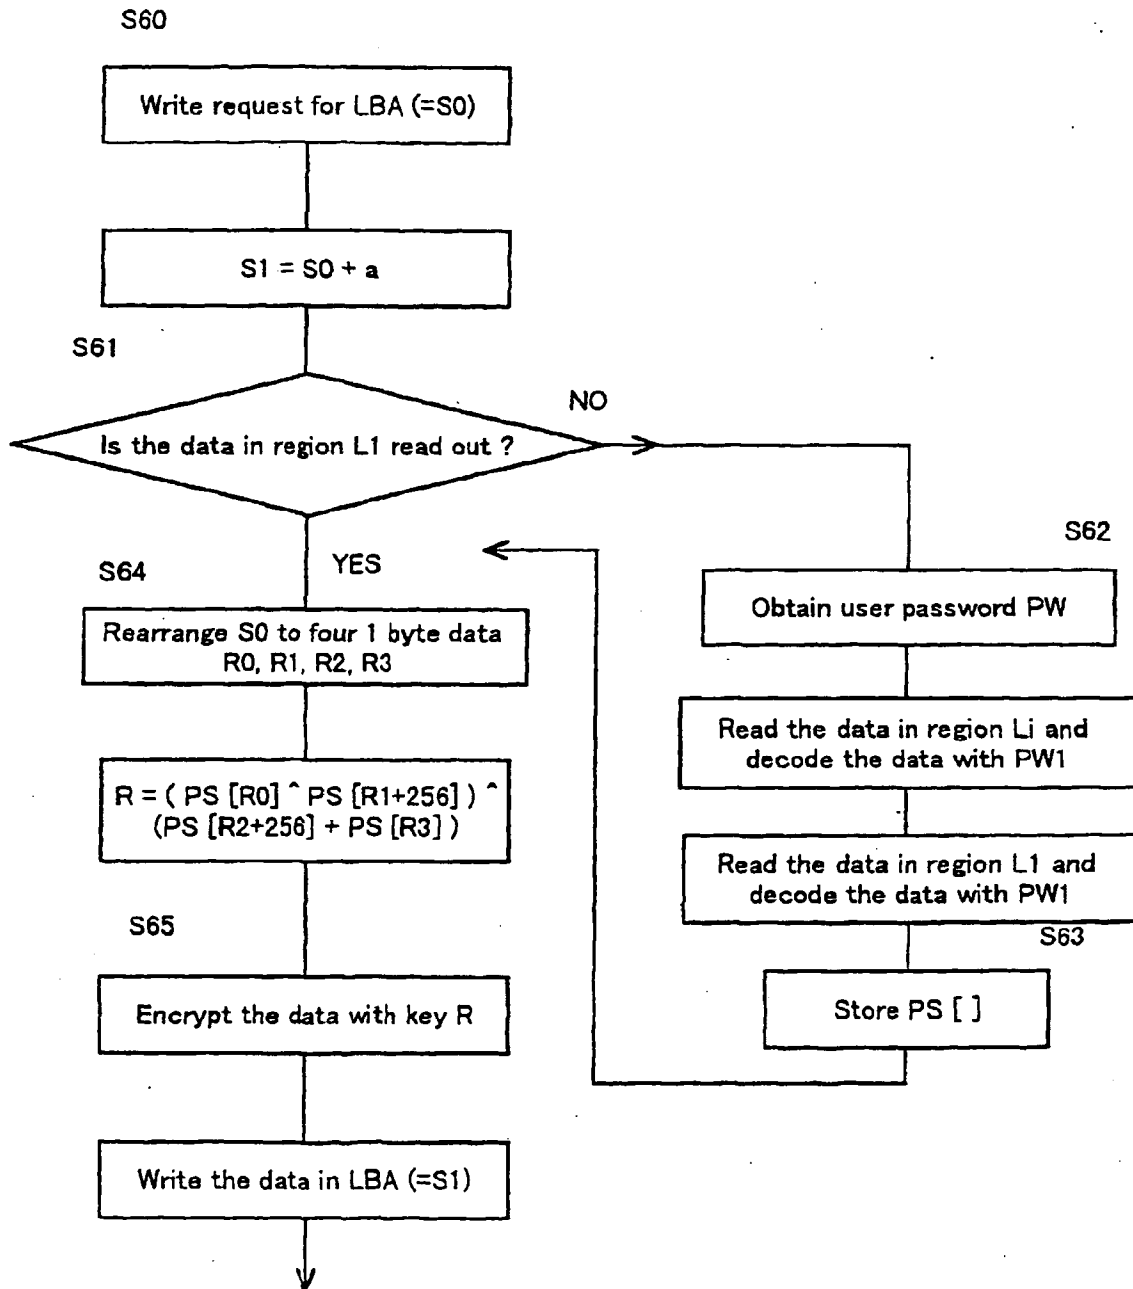 S60
Write request for LBA (=S0)
S1 = S0 + a
S61
Is the data in region L1 read out ?
NO
YES
S64
Rearrange S0 to four 1 byte data
R0, R1, R2, R3
R = ( PS [R0] ^ PS [R1+256] ) ^
(PS [R2+256] + PS [R3] )
S65
Encrypt the data with key R
Write the data in LBA (=S1)
S62
Obtain user password PW
Read the data in region Li and
decode the data with PW1
Read the data in region L1 and
decode the data with PW1
S63
Store PS [ ]